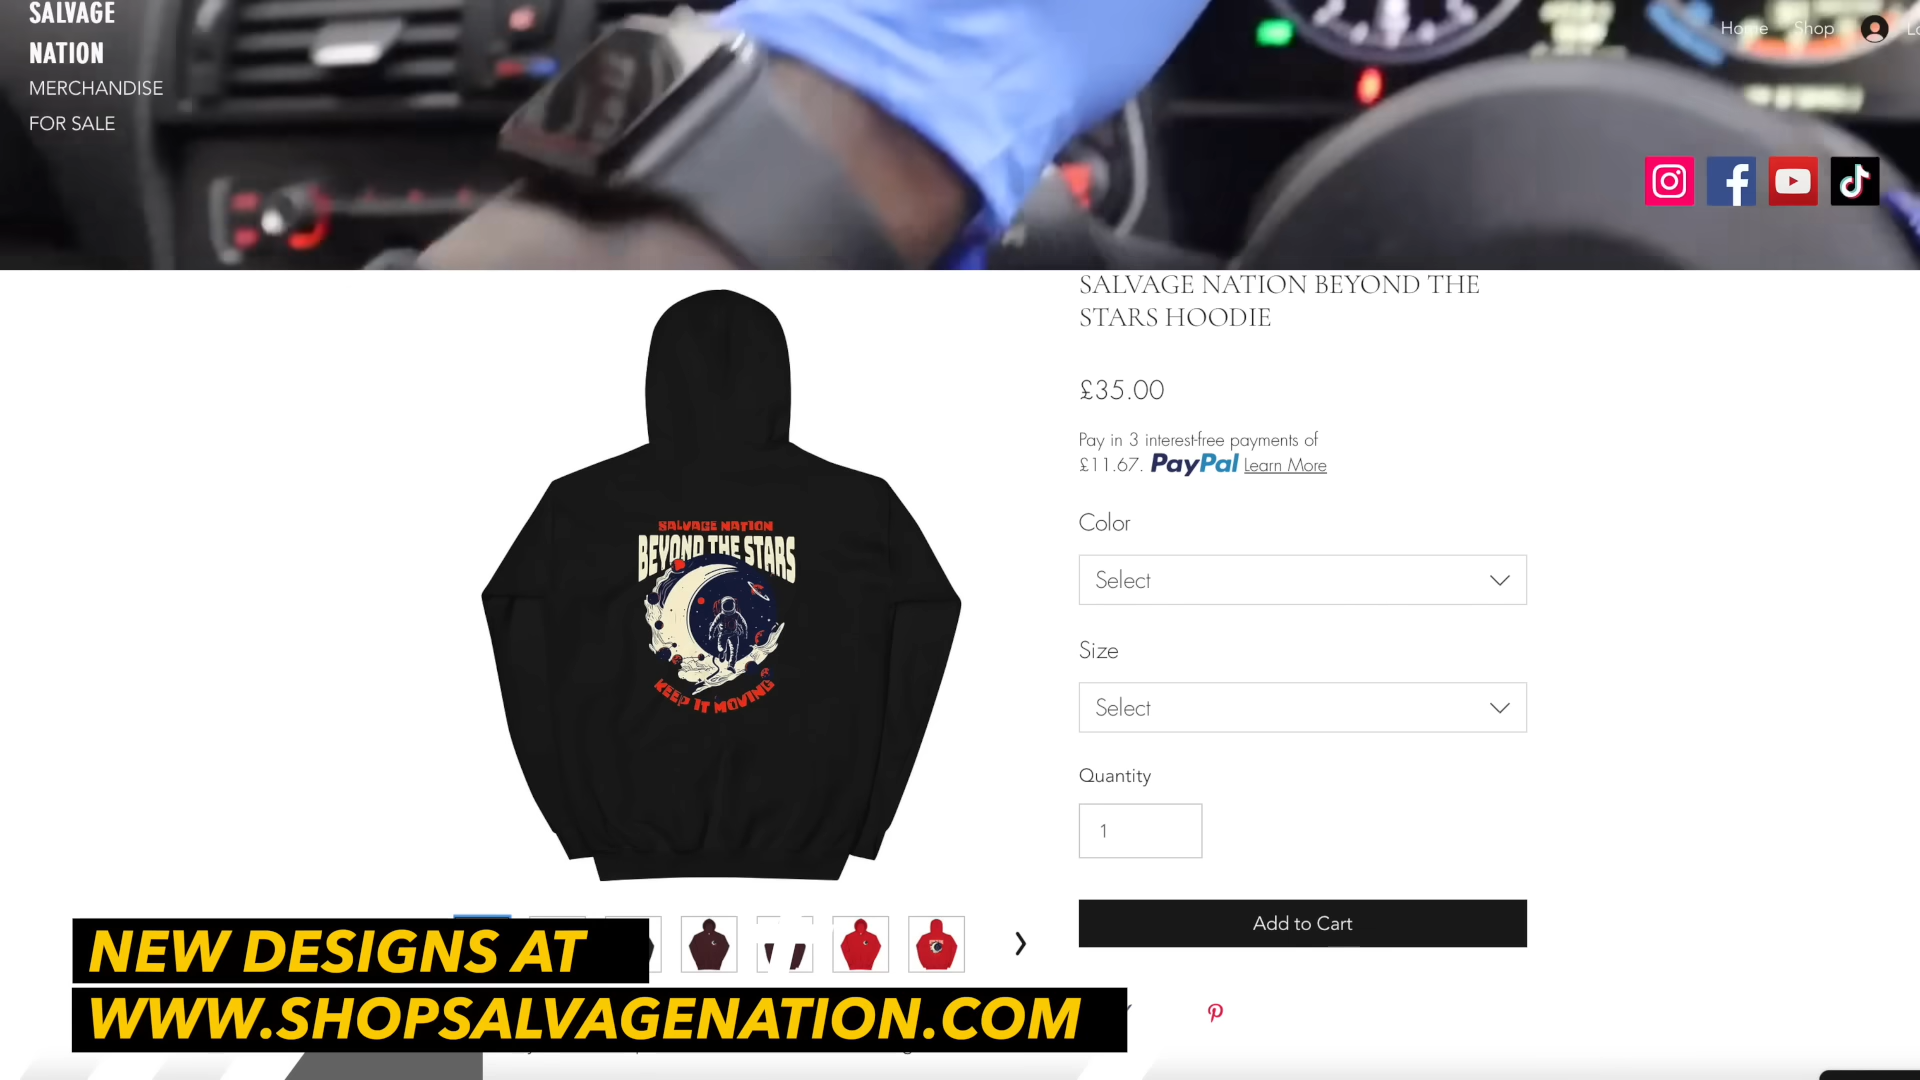 SALVAGE
NATION
MERCHANDISE
FOR SALE
Home Shop
SALVAGE NATION BEYOND THE
STARS HOODIE
£35.00
Pay in 3 interest-free payments of
£11.67. PayPal Learn More
Color
Select
Size
Select
Quantity
1
Add to Cart
SALVAGE NATION
BEYOND THE STARS
KEEP IT MOVING
NEW DESIGNS AT
WWW.SHOPSALVAGENATION.COM